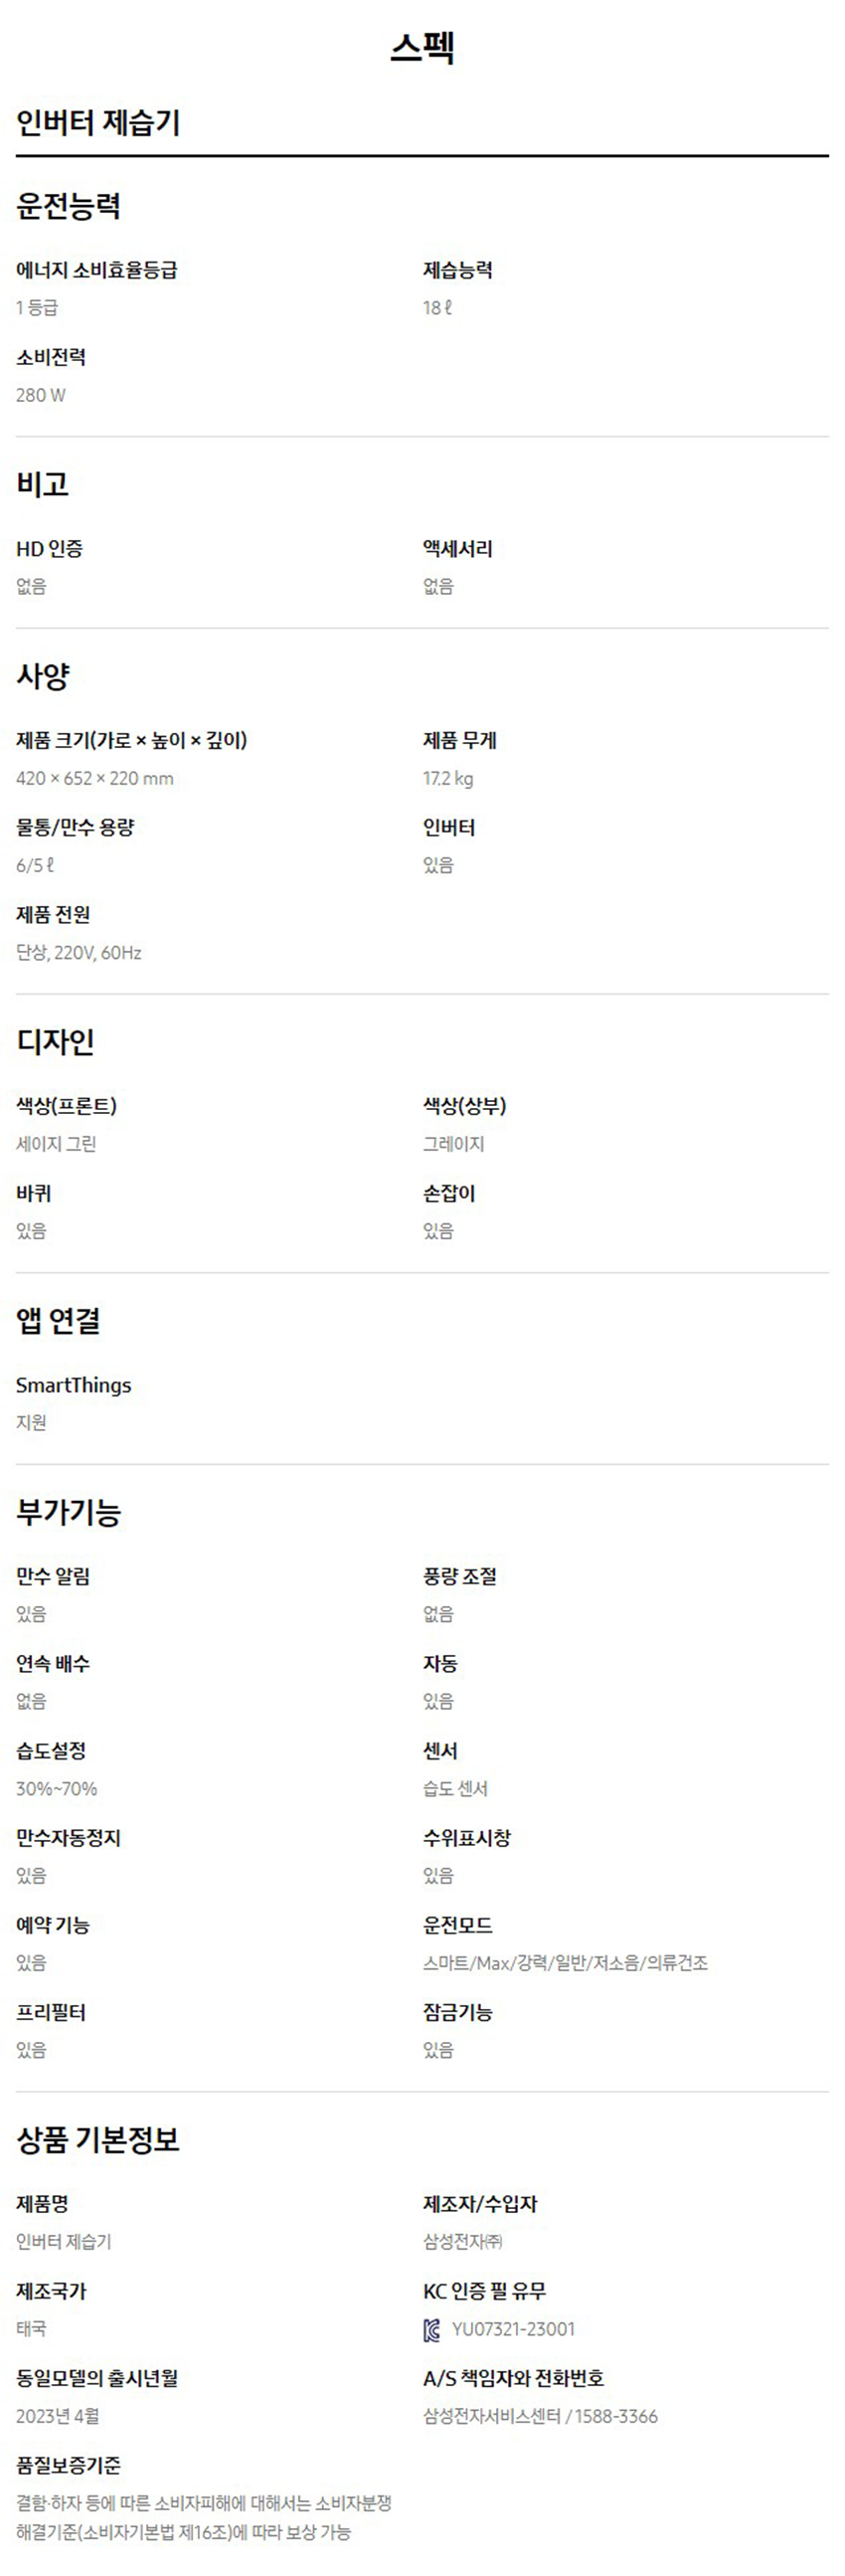 스펙
인버터 제습기
운전능력
에너지 소비효율등급
1 등급
제습능력
18 ℓ
소비전력
280 W
비고
HD 인증
없음
액세서리
없음
사양
제품 크기(가로 × 높이 × 깊이)
420 × 652 × 220 mm
제품 무게
17.2 kg
물통/만수 용량
6/5 ℓ
인버터
있음
제품 전원
단상, 220V, 60Hz
디자인
색상(프론트)
세이지 그린
색상(상부)
그레이지
바퀴
있음
손잡이
있음
앱 연결
SmartThings
지원
부가기능
만수 알림
있음
풍량 조절
없음
연속 배수
없음
자동
있음
습도설정
30%~70%
센서
습도 센서
만수자동정지
있음
수위표시창
있음
예약 기능
있음
운전모드
스마트/Max/강력/일반/저소음/의류건조
프리필터
있음
잠금기능
있음
상품 기본정보
제품명
인버터 제습기
제조자/수입자
삼성전자㈜
제조국가
태국
KC 인증 필 유무
YU07321-23001
동일모델의 출시년월
2023년 4월
A/S 책임자와 전화번호
삼성전자서비스센터 / 1588-3366
품질보증기준
결함·하자 등에 따른 소비자피해에 대해서는 소비자분쟁
해결기준(소비자기본법 제16조)에 따라 보상 가능